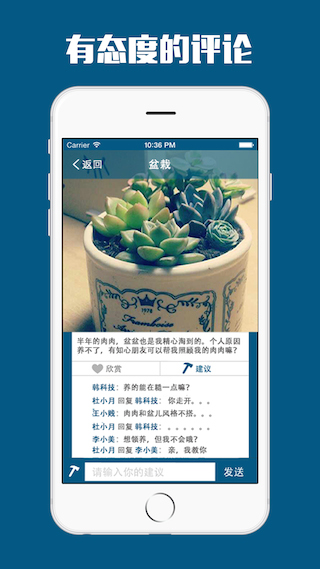 有态度的评论
Carrier 10:36 PM
返回 盆栽
1978
Framboise
半年的肉肉，盆盆也是我精心淘到的。个人原因
养不了，有知心朋友可以帮我照顾我的肉肉嘛？
欣赏 建议
韩科技：养的能在糙一点嘛？
杜小月 回复 韩科技： 你走开。。。
王小贱：肉肉和盆儿风格不搭。。。
杜小月 回复 韩科技： 。。。。。。
李小美：想领养，但我不会哦？
杜小月 回复 李小美：亲，我教你
请输入你的建议 发送